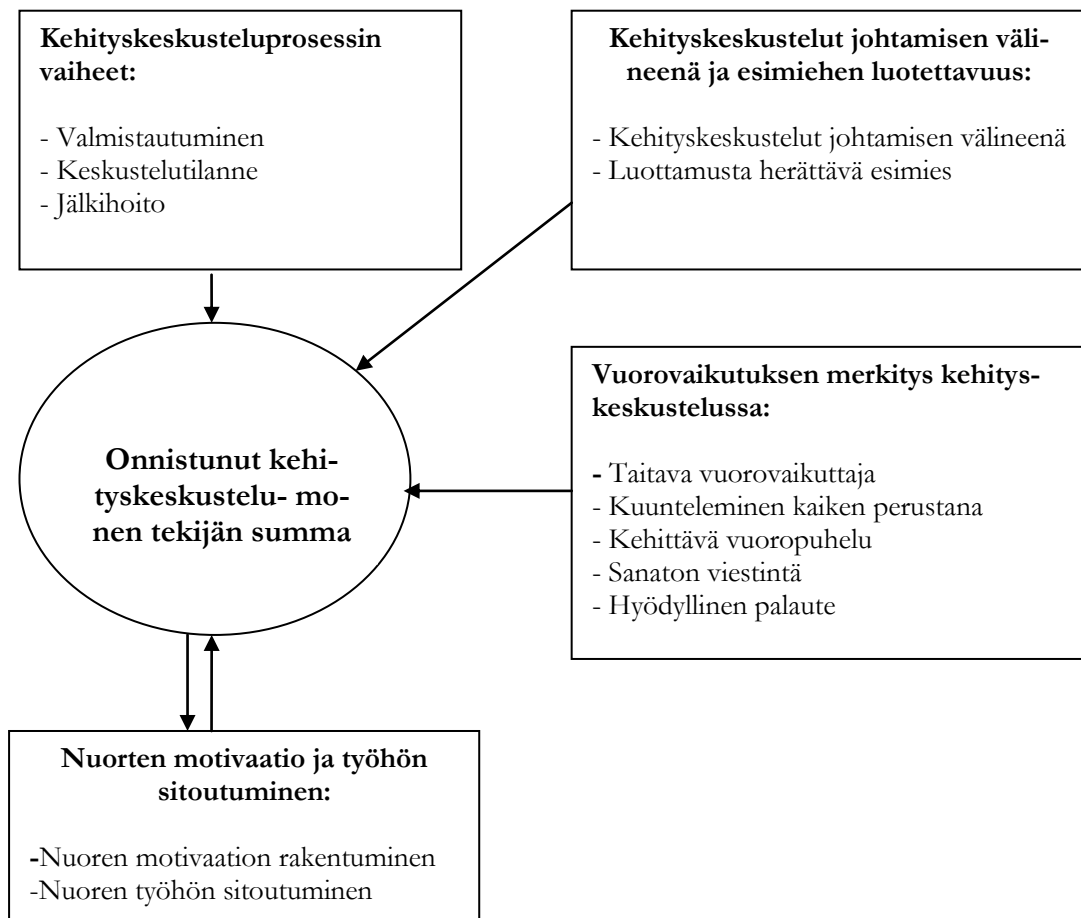 Kehityskeskusteluprosessin
vaiheet:
- Valmistautuminen
- Keskustelutilanne
- Jälkihoito
Kehityskeskustelut johtamisen väli-
neenä ja esimiehen luotettavuus:
- Kehityskeskustelut johtamisen välineenä
- Luottamusta herättävä esimies
Onnistunut kehi-
tyskeskustelu- mo-
nen tekijän summa
Vuorovaikutuksen merkitys kehitys-
keskustelussa:
- Taitava vuorovaikuttaja
- Kuunteleminen kaiken perustana
- Kehittävä vuoropuhelu
- Sanaton viestintä
- Hyödyllinen palaute
Nuorten motivaatio ja työhön
sitoutuminen:
-Nuoren motivaation rakentuminen
-Nuoren työhön sitoutuminen